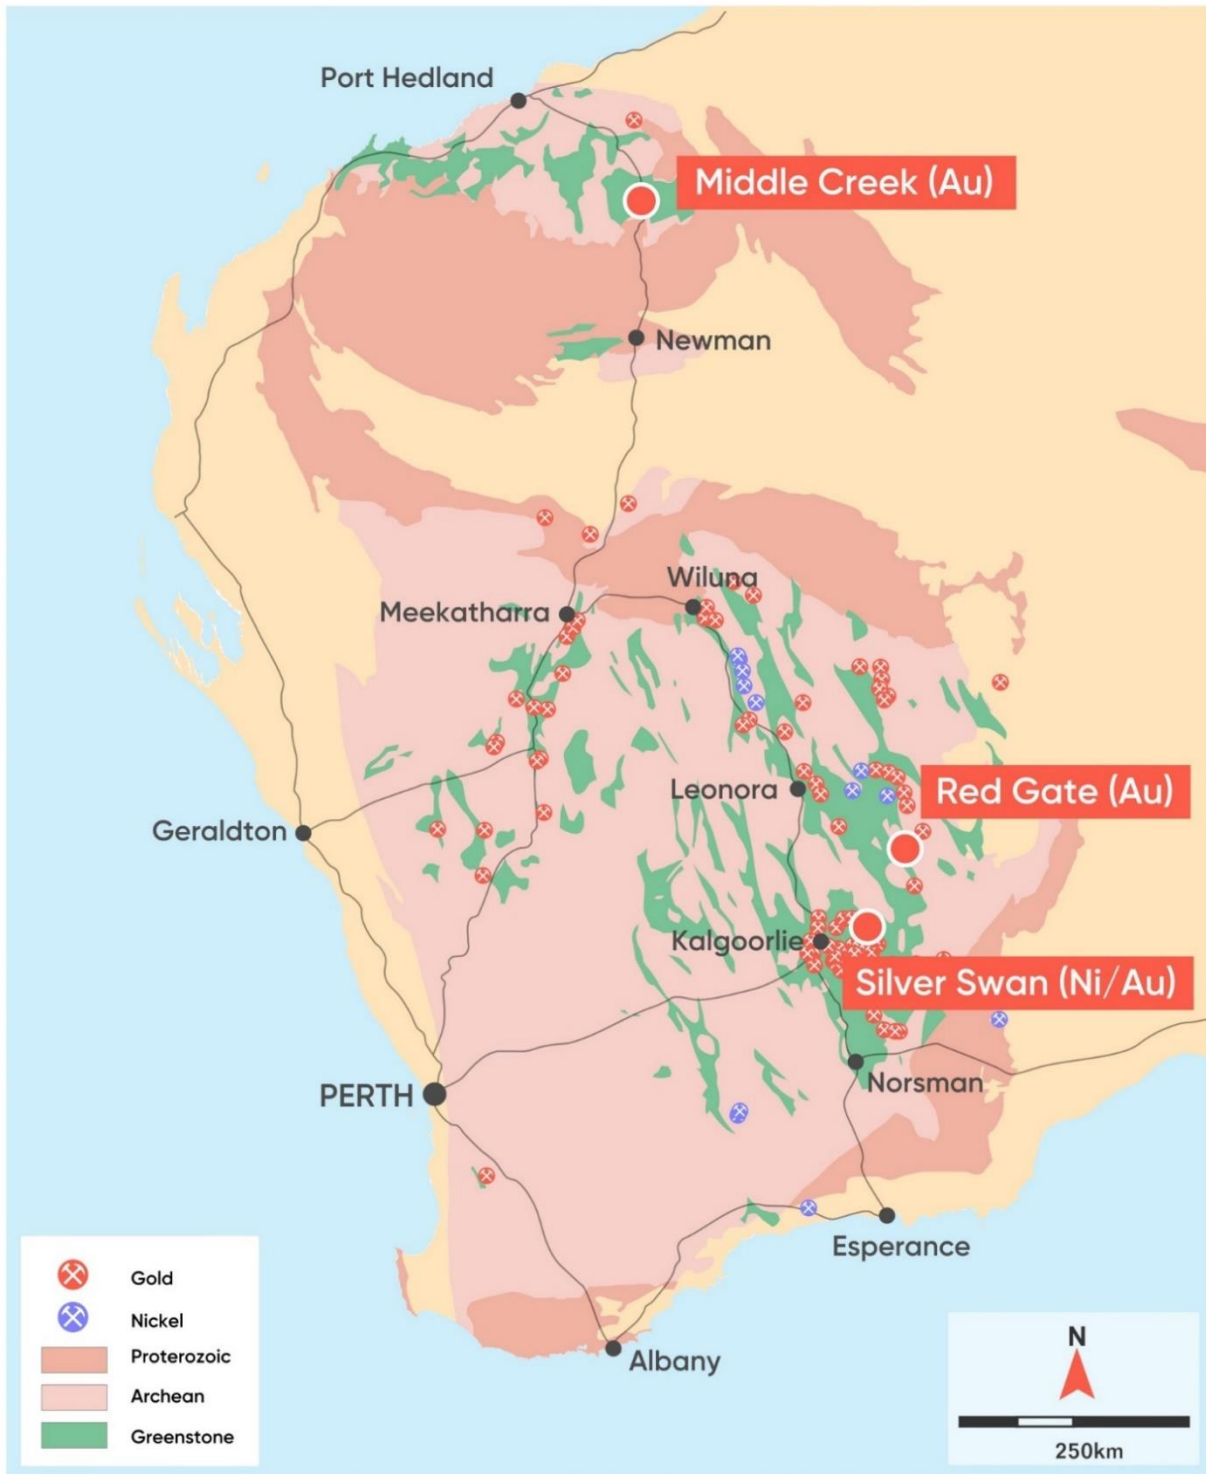 Port Hedland
Middle Creek (Au)
Newman
Wiluna
Meekatharra
Leonora
Red Gate (Au)
Geraldton
Kalgoorlie
Silver Swan (Ni/Au)
Norsman
PERTH
Esperance
Albany
Gold
Nickel
Proterozoic
Archean
Greenstone
N
250km